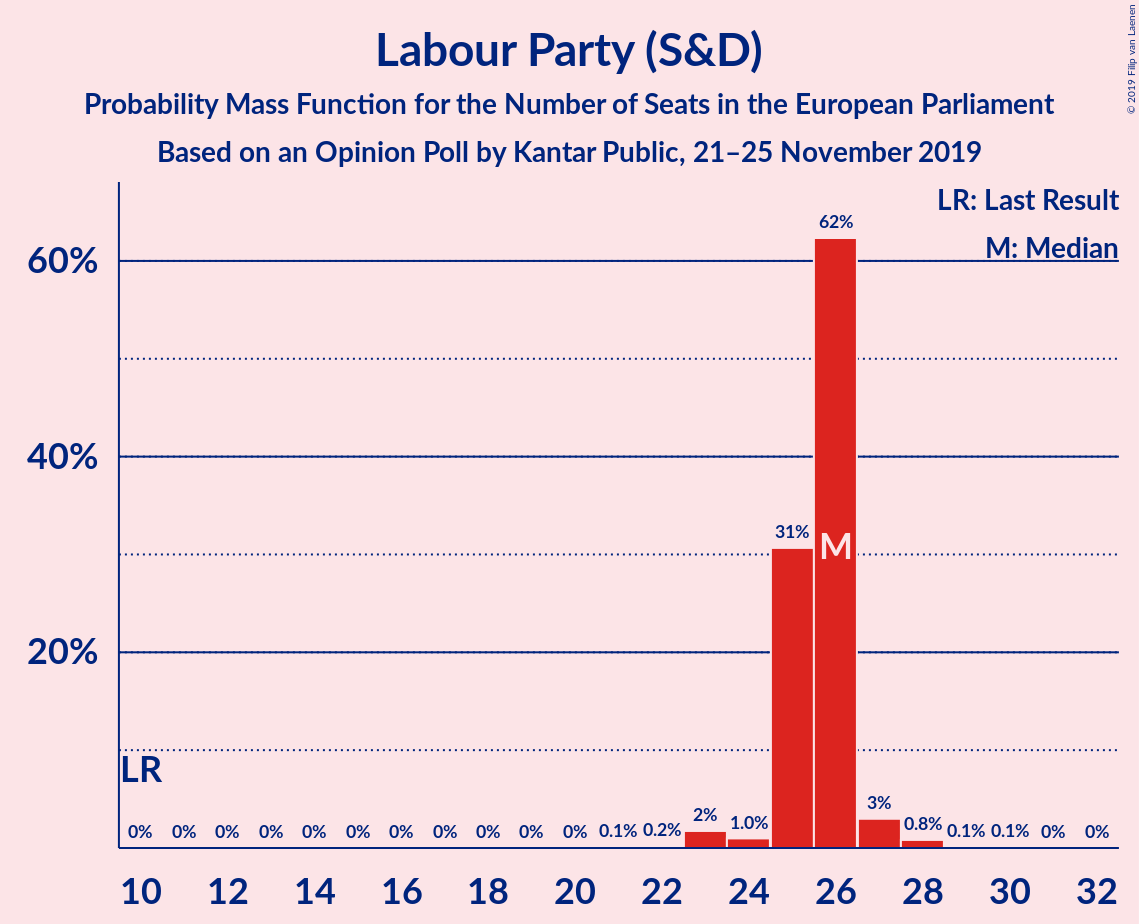 Labour Party (S&D)
Probability Mass Function for the Number of Seats in the European Parliament
Based on an Opinion Poll by Kantar Public, 21–25 November 2019
© 2019 Filip van Laenen
LR: Last Result
M: Median
60%
40%
20%
62%
31%
M
LR
0% 0% 0% 0% 0% 0% 0% 0% 0% 0% 0% 0.1% 0.2% 2% 1.0% 3% 0.8% 0.1% 0.1% 0% 0%
10 12 14 16 18 20 22 24 26 28 30 32